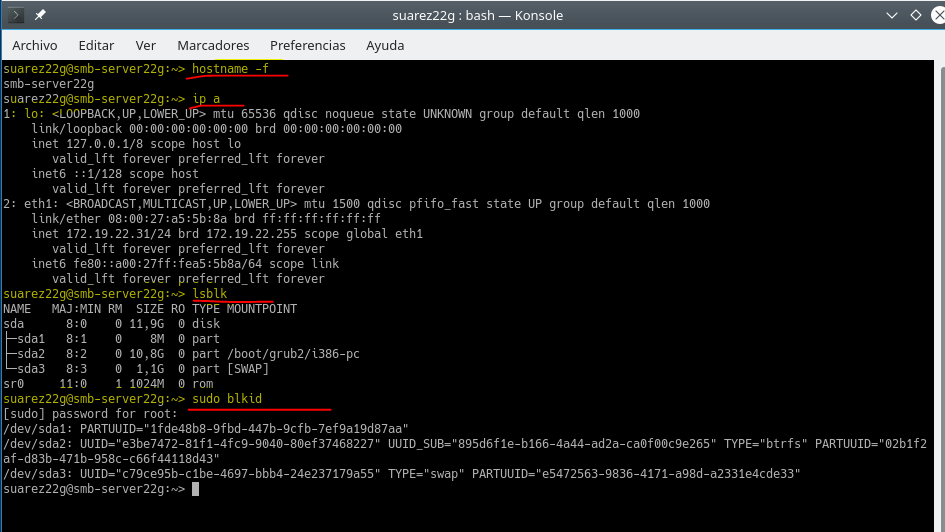 suarez22g : bash — Konsole
Archivo Editar Ver Marcadores Preferencias Ayuda
suarez22g@smb-server22g:~> hostname -f
smb-server22g
suarez22g@smb-server22g:~> ip a
1: lo: <LOOPBACK,UP,LOWER_UP> mtu 65536 qdisc noqueue state UNKNOWN group default qlen 1000
    link/loopback 00:00:00:00:00:00 brd 00:00:00:00:00:00
    inet 127.0.0.1/8 scope host lo
       valid_lft forever preferred_lft forever
    inet6 ::1/128 scope host
       valid_lft forever preferred_lft forever
2: eth1: <BROADCAST,MULTICAST,UP,LOWER_UP> mtu 1500 qdisc pfifo_fast state UP group default qlen 1000
    link/ether 08:00:27:a5:5b:8a brd ff:ff:ff:ff:ff:ff
    inet 172.19.22.31/24 brd 172.19.22.255 scope global eth1
       valid_lft forever preferred_lft forever
    inet6 fe80::a00:27ff:fea5:5b8a/64 scope link
       valid_lft forever preferred_lft forever
suarez22g@smb-server22g:~> lsblk
NAME   MAJ:MIN RM  SIZE RO TYPE MOUNTPOINT
sda      8:0    0 11,9G  0 disk
├─sda1   8:1    0    8M  0 part
├─sda2   8:2    0 10,8G  0 part /boot/grub2/i386-pc
└─sda3   8:3    0  1,1G  0 part [SWAP]
sr0     11:0    1 1024M  0 rom
suarez22g@smb-server22g:~> sudo blkid
[sudo] password for root:
/dev/sda1: PARTUUID="1fde48b8-9fbd-447b-9cfb-7ef9a19d87aa"
/dev/sda2: UUID="e3be7472-81f1-4fc9-9040-80ef37468227" UUID_SUB="895d6f1e-b166-4a44-ad2a-ca0f00c9e265" TYPE="btrfs" PARTUUID="02b1f2
af-d83b-471b-958c-c66f44118d43"
/dev/sda3: UUID="c79ce95b-c1be-4697-bbb4-24e237179a55" TYPE="swap" PARTUUID="e5472563-9836-4171-a98d-a2331e4cde33"
suarez22g@smb-server22g:~>